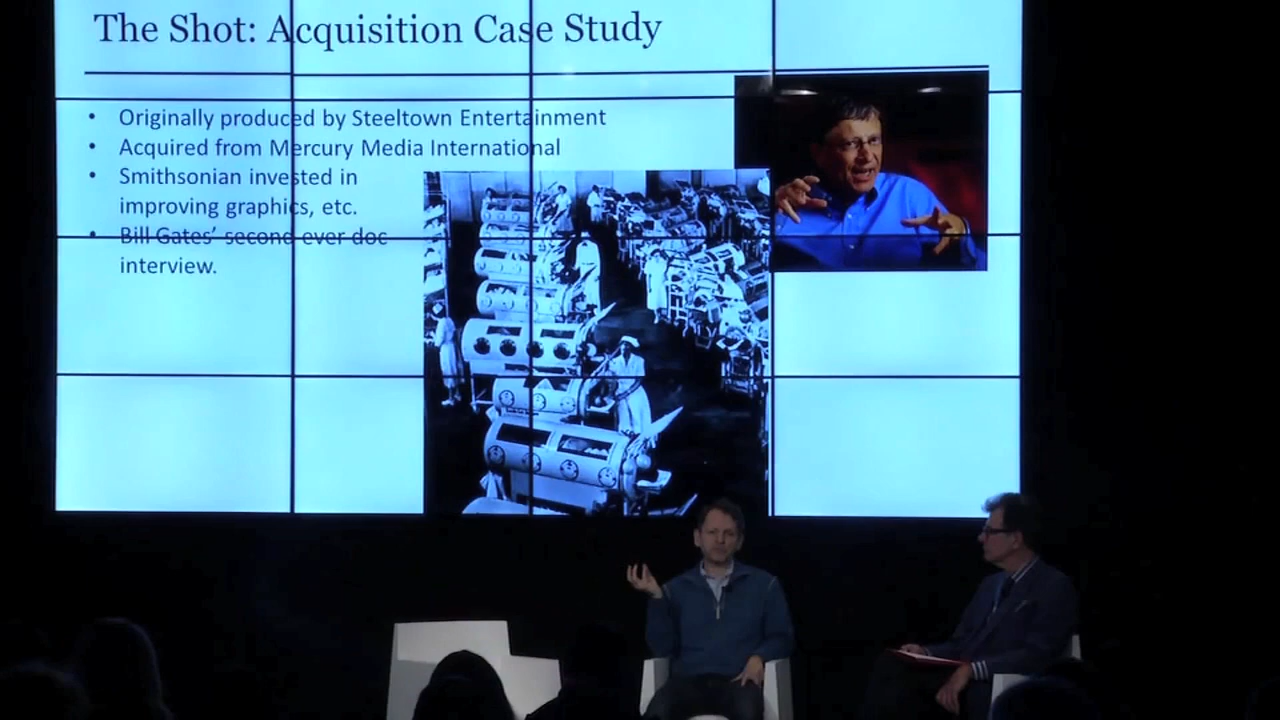 The Shot: Acquisition Case Study
• Originally produced by Steeltown Entertainment
• Acquired from Mercury Media International
• Smithsonian invested in
improving graphics, etc.
• Bill Gates' second ever doc
interview.